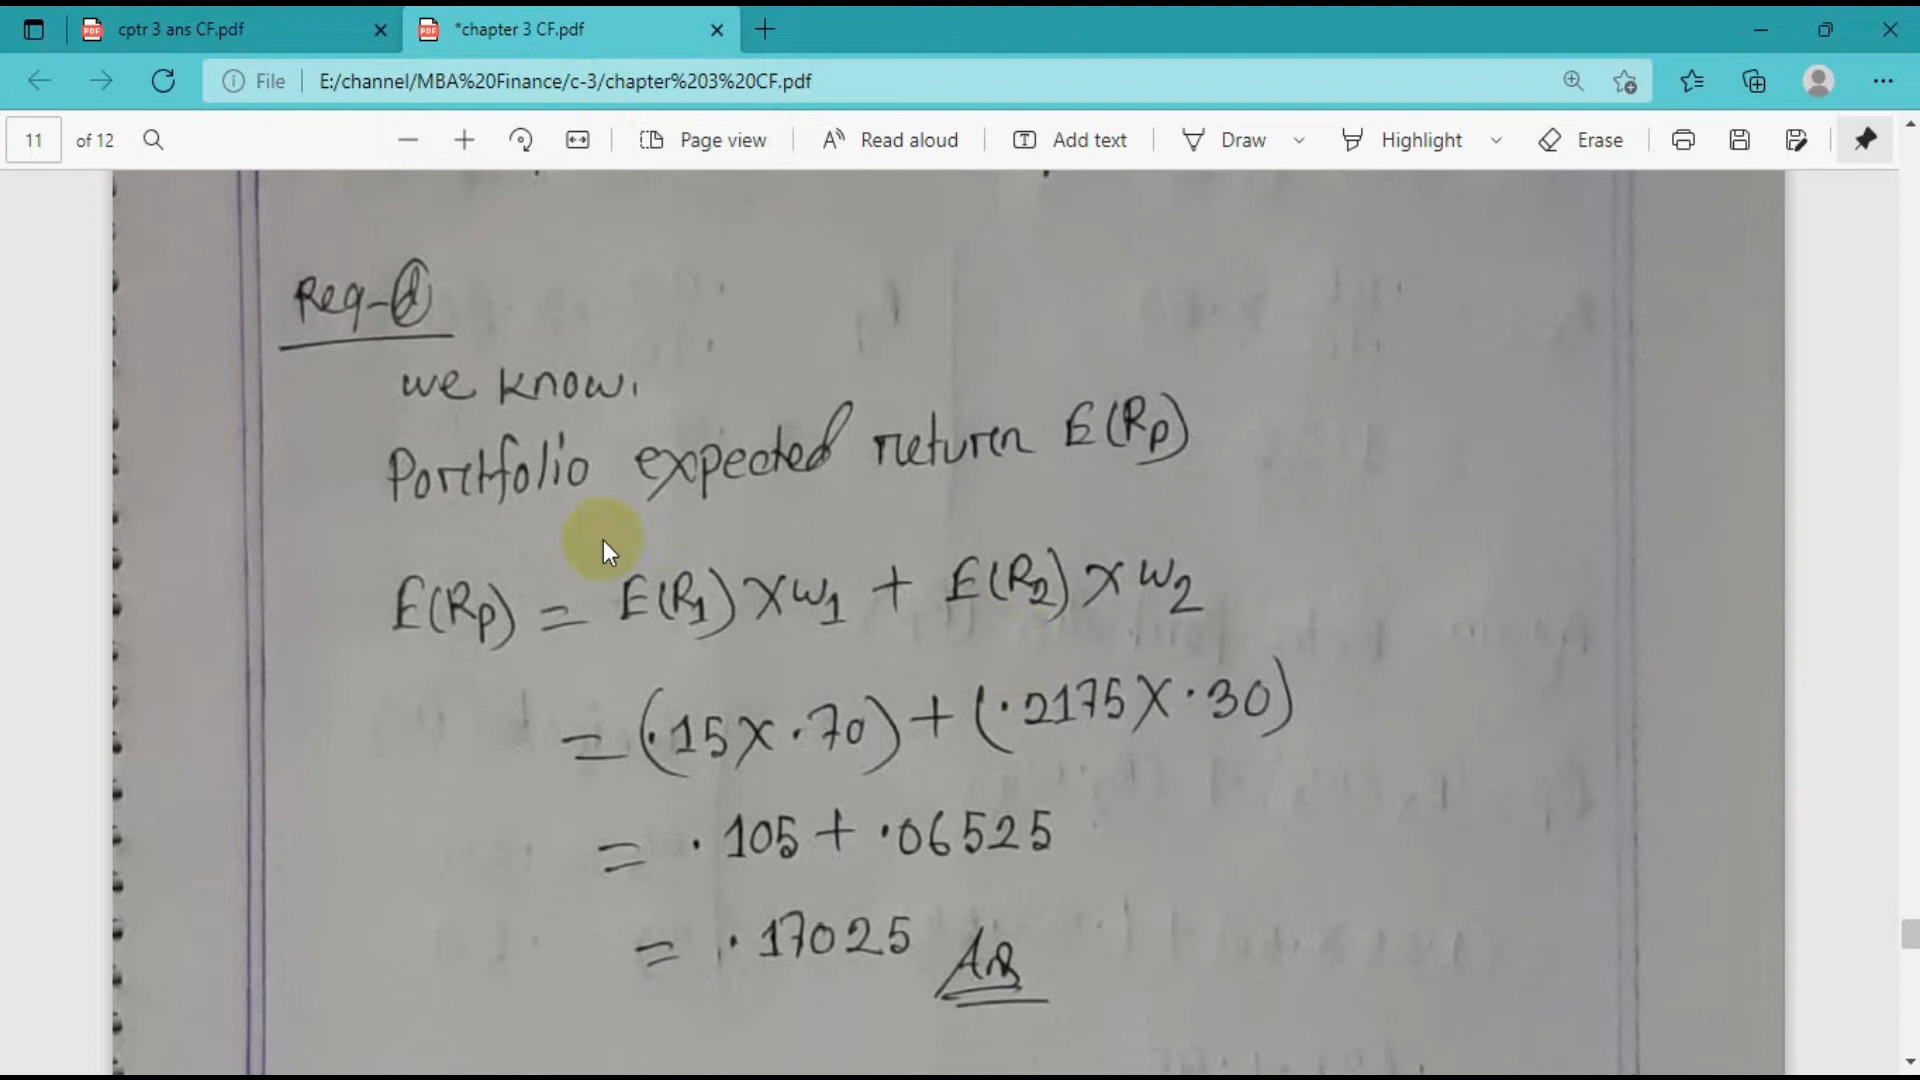 cptr 3 ans CF.pdf
*chapter 3 CF.pdf
File E:/channel/MBA%20Finance/c-3/chapter%203%20CF.pdf
11 of 12 Page view Read aloud Add text Draw Highlight Erase
Req-d
we know,
Portfolio expected return E(Rp)
E(Rp) = E(R1) X W1 + E(R2) X W2
= (.15 X .70) + (.2175 X .30)
= .105 + .06525
= .17025 Ans